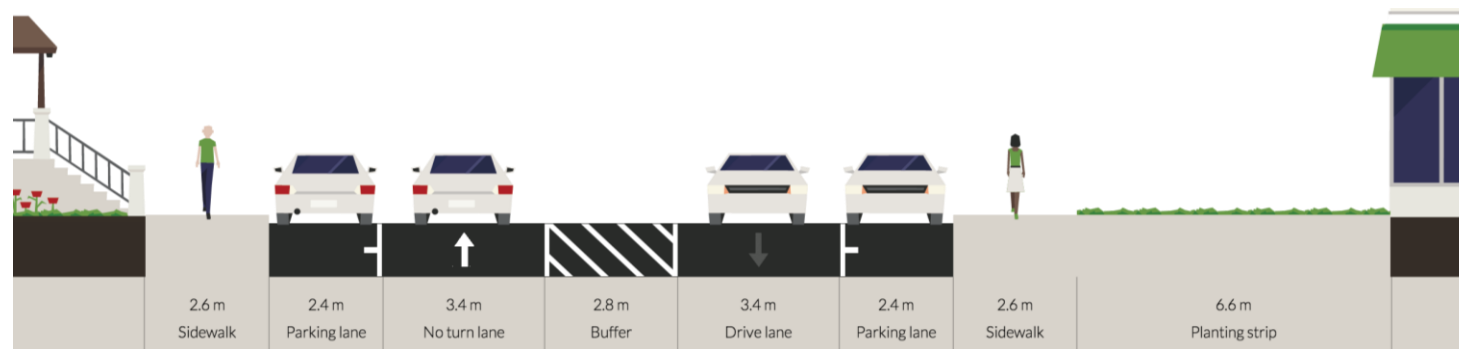 2.6 m
Sidewalk
2.4 m
Parking lane
3.4 m
No turn lane
2.8 m
Buffer
3.4 m
Drive lane
2.4 m
Parking lane
2.6 m
Sidewalk
6.6 m
Planting strip